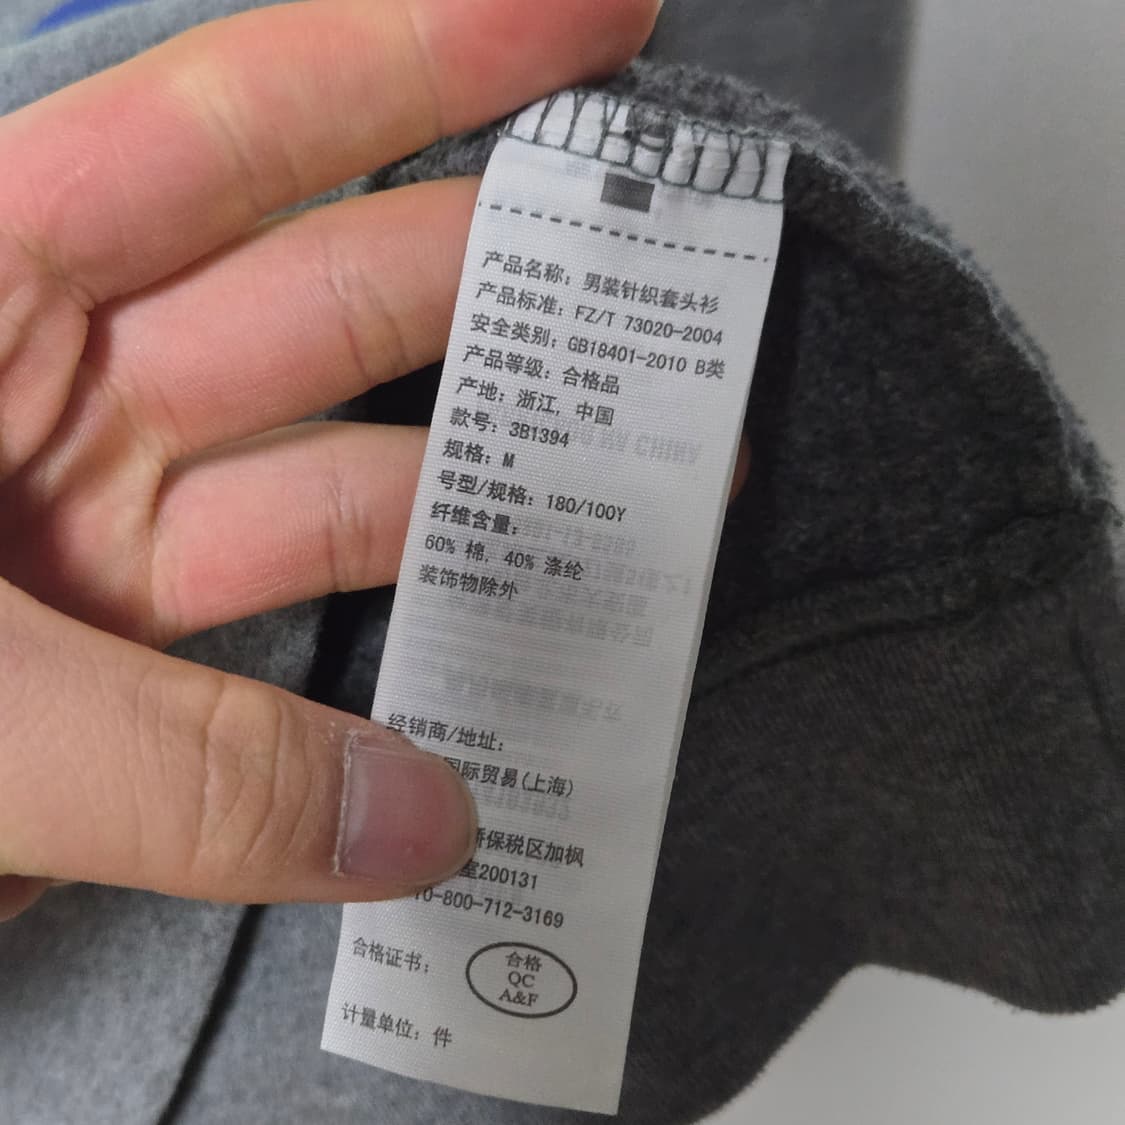 产品名称：男装针织套头衫
产品标准：FZ/T 73020-2004
安全类别：GB18401-2010 B类
产品等级：合格品
产地：浙江，中国
款号：3B1394
规格：M
号型/规格：180/100Y
纤维含量：
60% 棉，40% 涤纶
装饰物除外
经销商/地址：
国际贸易(上海)
保税区加枫
室200131
10-800-712-3169
合格证书：
合格
QC
A&F
计量单位：件